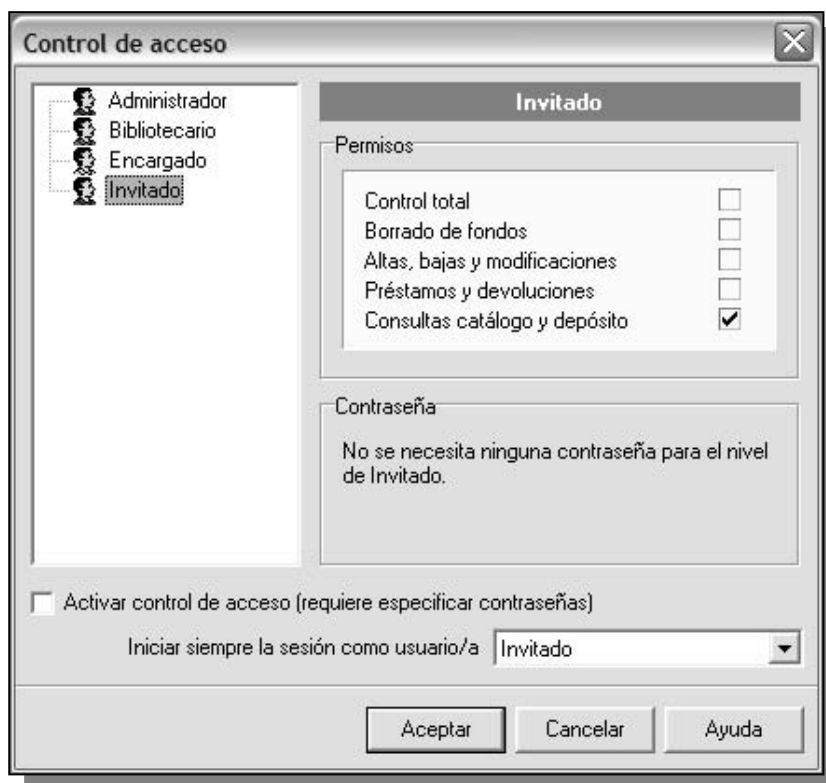 Control de acceso
Administrador
Bibliotecario
Encargado
Invitado
Invitado
Permisos
Control total
Borrado de fondos
Altas, bajas y modificaciones
Préstamos y devoluciones
Consultas catálogo y depósito
Contraseña
No se necesita ninguna contraseña para el nivel
de Invitado.
Activar control de acceso (requiere especificar contraseñas)
Iniciar siempre la sesión como usuario/a Invitado
Aceptar Cancelar Ayuda